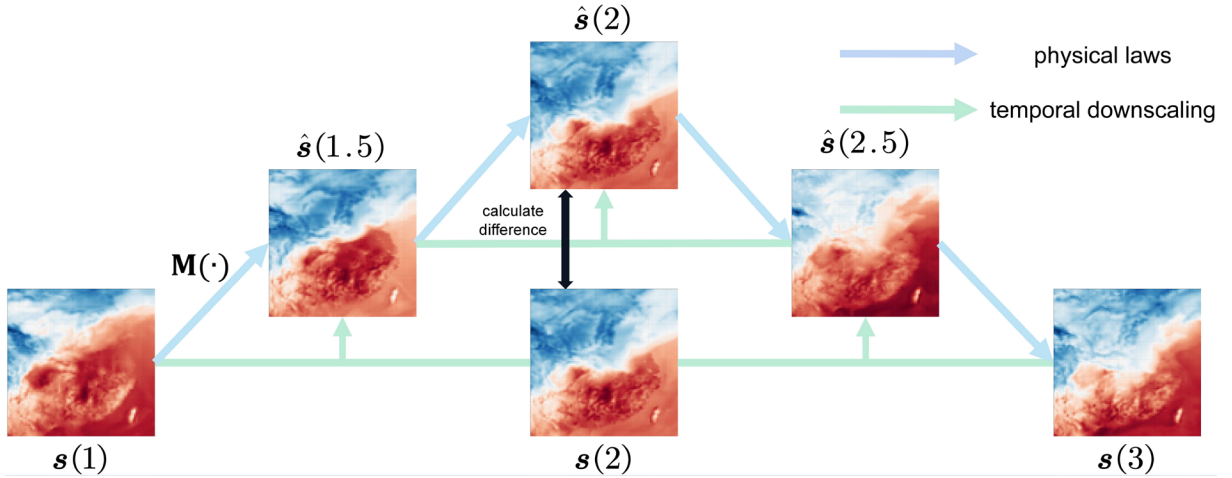 ŝ(2)
physical laws
temporal downscaling
ŝ(1.5)
ŝ(2.5)
calculate
difference
M(·)
s(1)
s(2)
s(3)